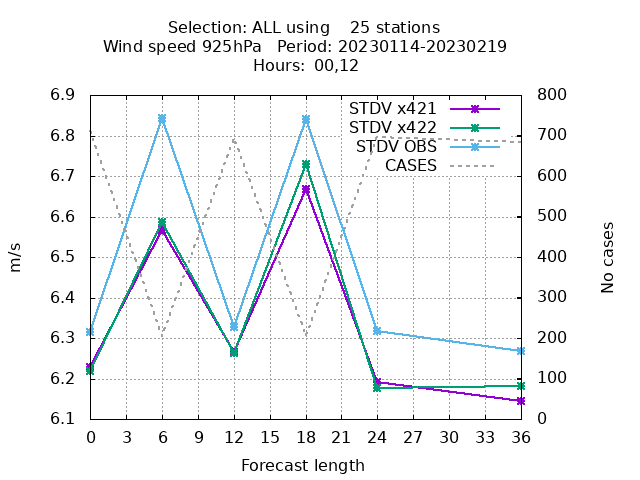 Selection: ALL using    25 stations
Wind speed 925hPa   Period: 20230114-20230219
Hours:  00,12
STDV x421
STDV x422
STDV OBS
CASES
m/s
6.9
6.8
6.7
6.6
6.5
6.4
6.3
6.2
6.1
800
700
600
500
400
300
200
100
0
No cases
0 3 6 9 12 15 18 21 24 27 30 33 36
Forecast length